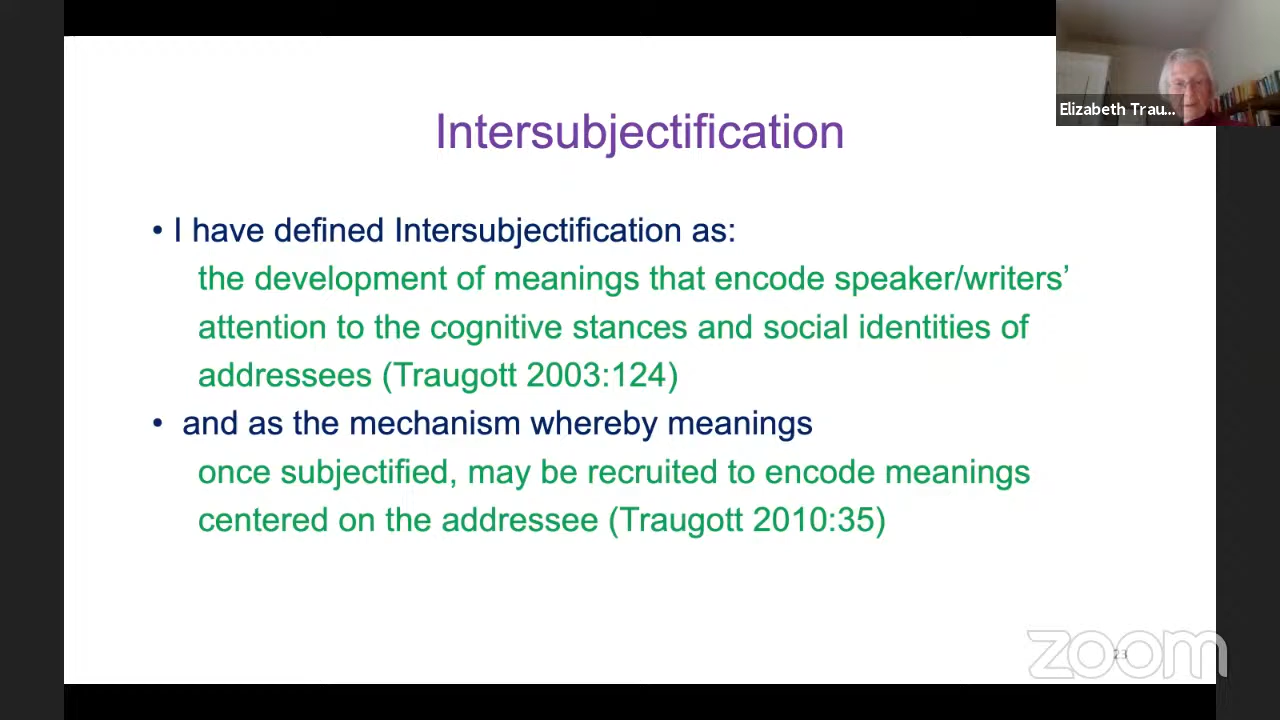 Elizabeth Trau...
Intersubjectification
• I have defined Intersubjectification as:
the development of meanings that encode speaker/writers’
attention to the cognitive stances and social identities of
addressees (Traugott 2003:124)
• and as the mechanism whereby meanings
once subjectified, may be recruited to encode meanings
centered on the addressee (Traugott 2010:35)
23
zoom